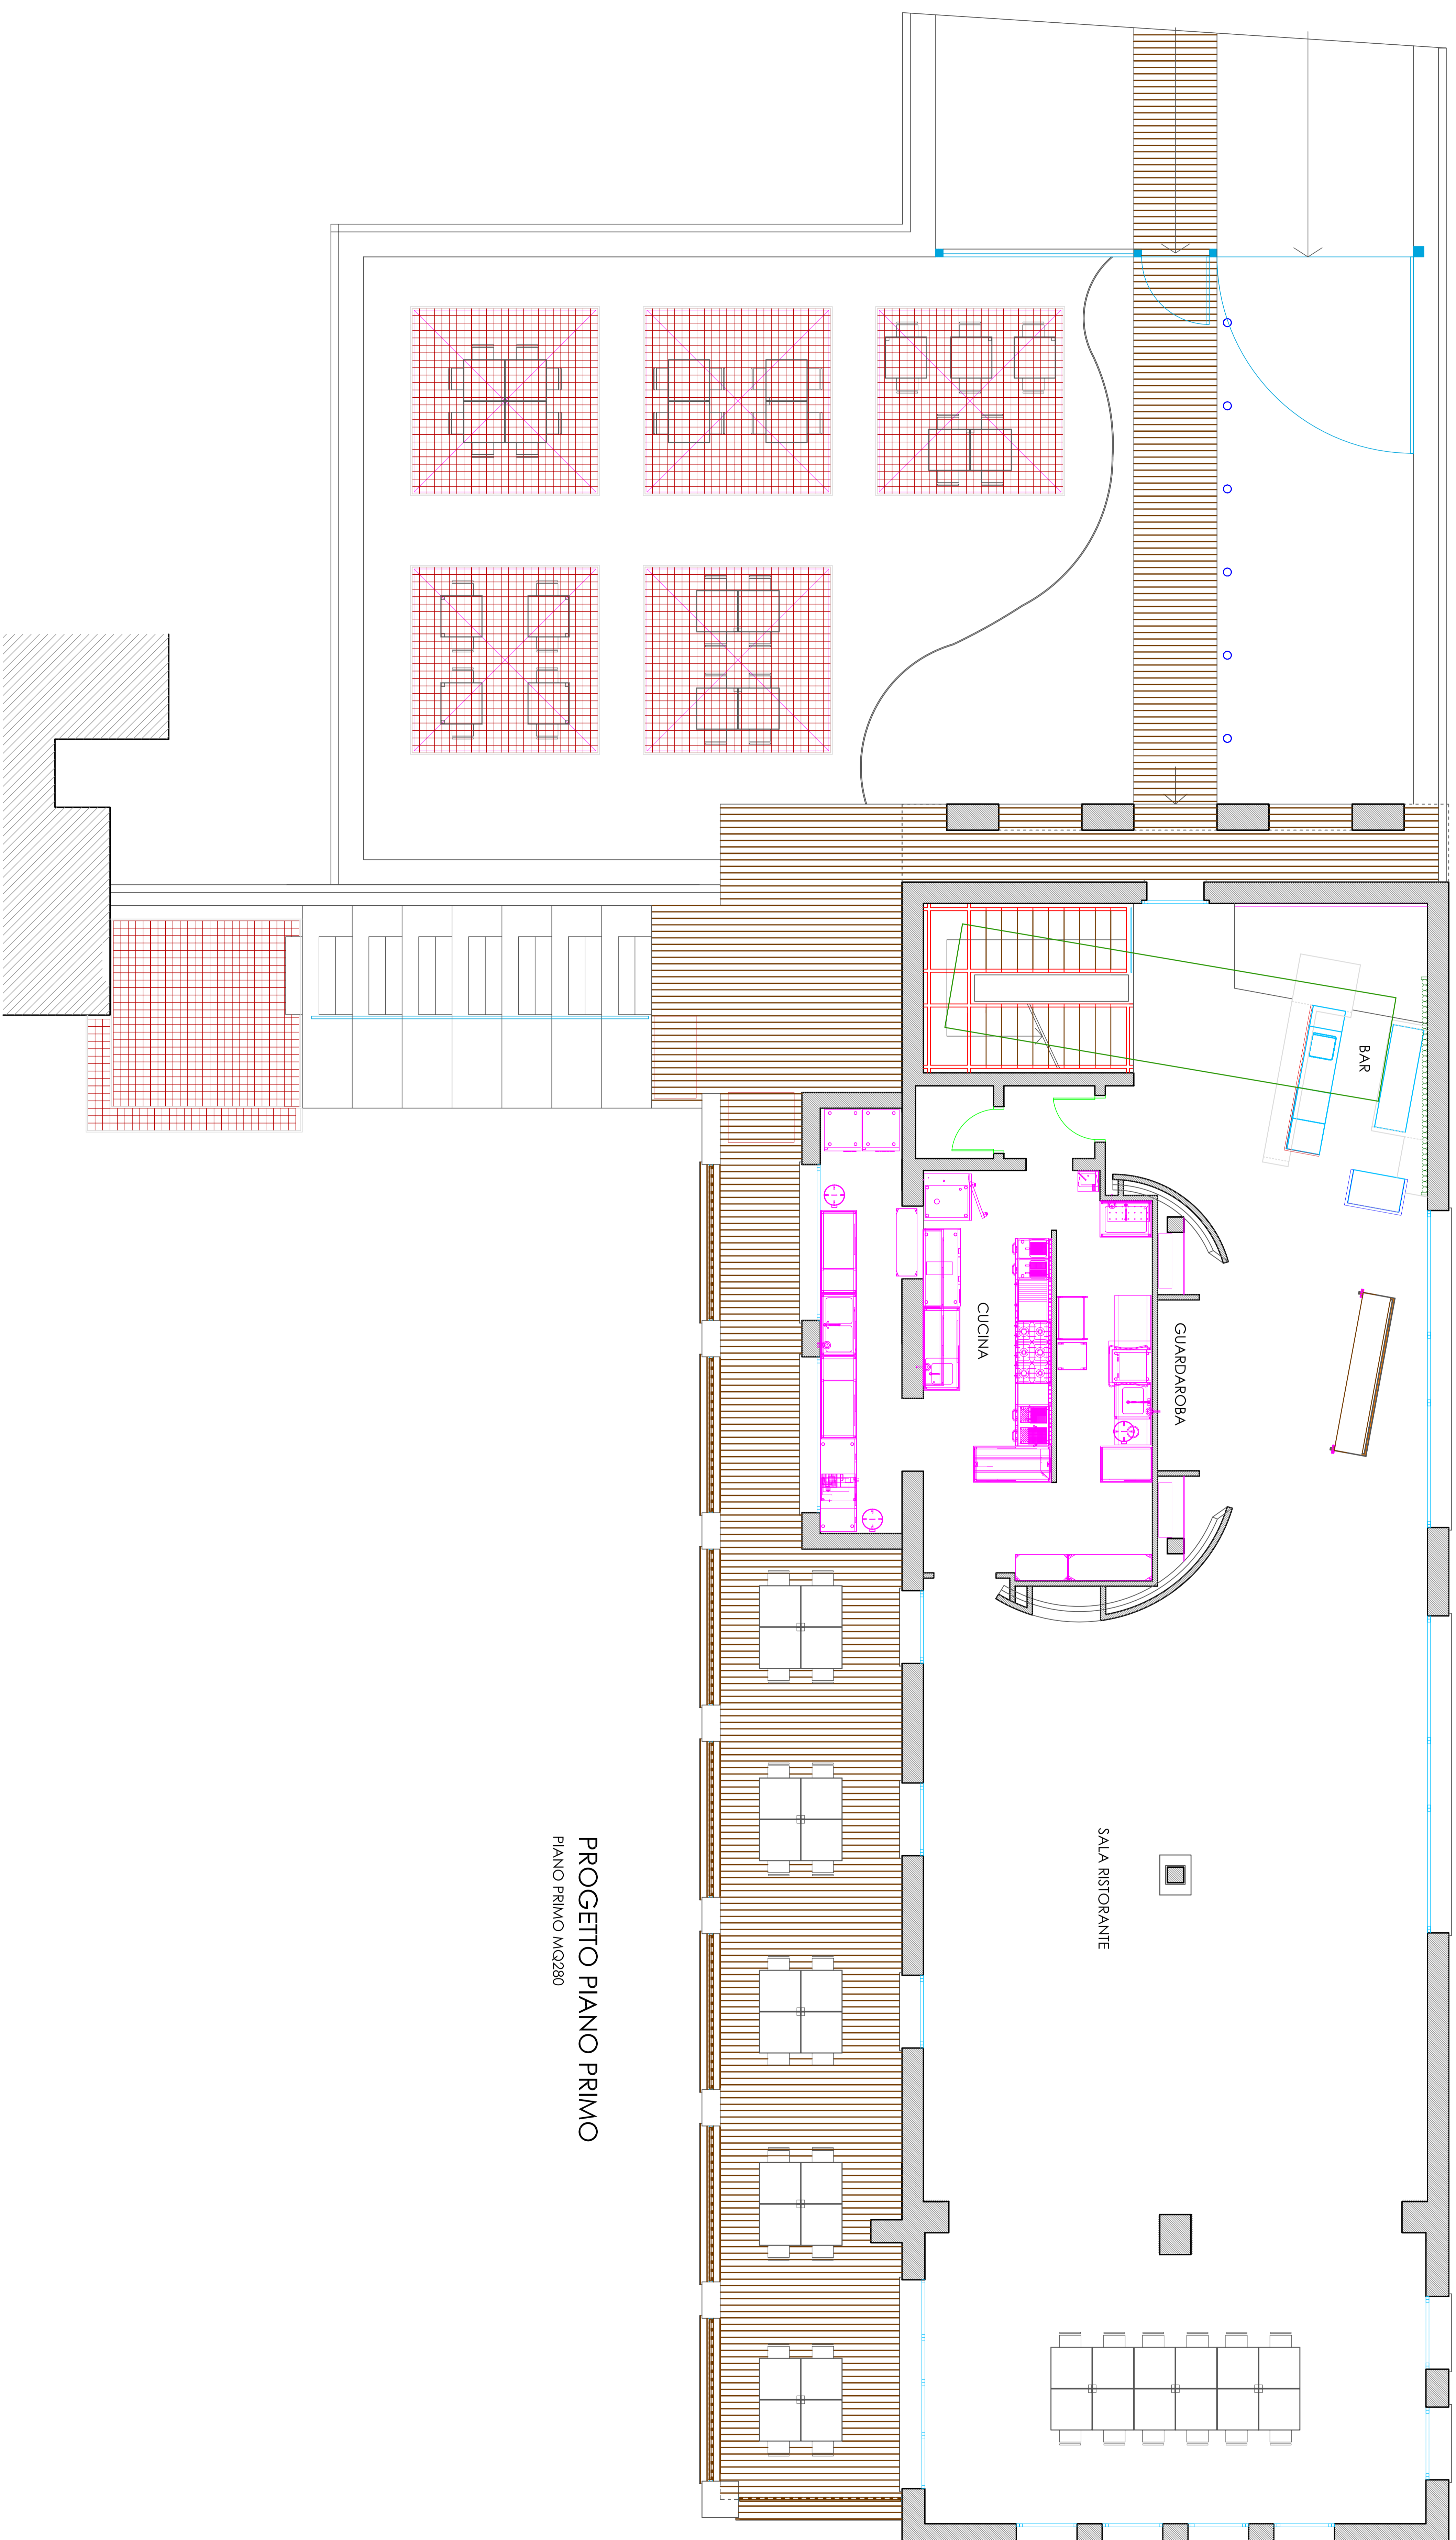 BAR
GUARDAROBA
CUCINA
SALA RISTORANTE
PROGETTO PIANO PRIMO
PIANO PRIMO MQ280